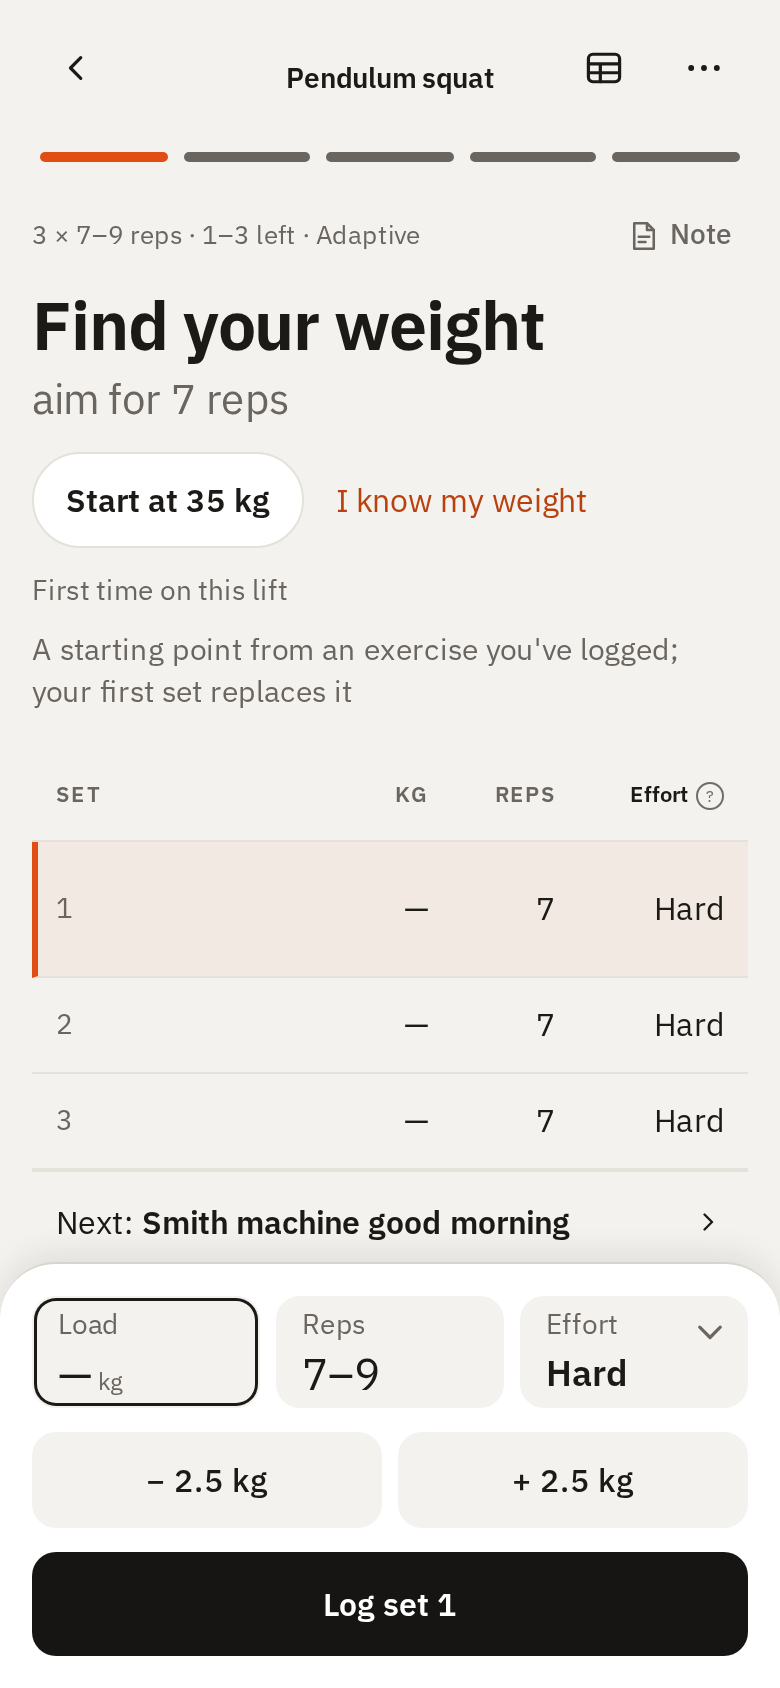 Pendulum squat
3 × 7–9 reps · 1–3 left · Adaptive
Note
Find your weight
aim for 7 reps
Start at 35 kg
I know my weight
First time on this lift
A starting point from an exercise you've logged;
your first set replaces it
SET KG REPS Effort ?
1 — 7 Hard
2 — 7 Hard
3 — 7 Hard
Next: Smith machine good morning
Load Reps Effort
— kg 7–9 Hard
− 2.5 kg + 2.5 kg
Log set 1